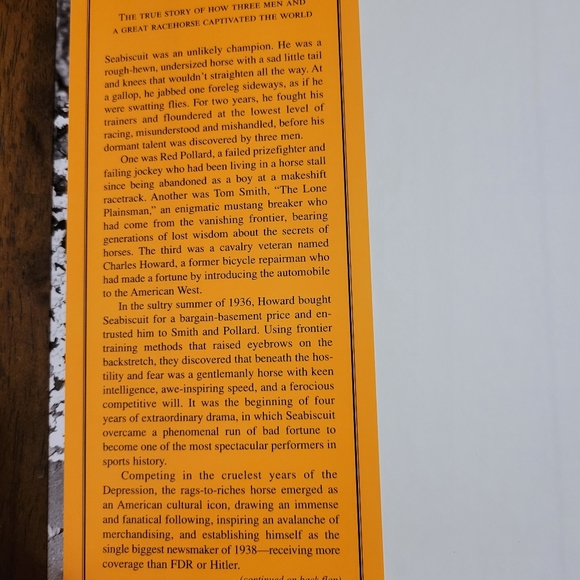 THE TRUE STORY OF HOW THREE MEN AND
A GREAT RACEHORSE CAPTIVATED THE WORLD
Seabiscuit was an unlikely champion. He was a
rough-hewn, undersized horse with a sad little tail
and knees that wouldn't straighten all the way. At
a gallop, he jabbed one foreleg sideways, as if he
were swatting flies. For two years, he fought his
trainers and floundered at the lowest level of
racing, misunderstood and mishandled, before his
dormant talent was discovered by three men.
One was Red Pollard, a failed prizefighter and
failing jockey who had been living in a horse stall
since being abandoned as a boy at a makeshift
racetrack. Another was Tom Smith, "The Lone
Plainsman," an enigmatic mustang breaker who
had come from the vanishing frontier, bearing
generations of lost wisdom about the secrets of
horses. The third was a cavalry veteran named
Charles Howard, a former bicycle repairman who
had made a fortune by introducing the automobile
to the American West.
In the sultry summer of 1936, Howard bought
Seabiscuit for a bargain-basement price and en-
trusted him to Smith and Pollard. Using frontier
training methods that raised eyebrows on the
backstretch, they discovered that beneath the hos-
tility and fear was a gentlemanly horse with keen
intelligence, awe-inspiring speed, and a ferocious
competitive will. It was the beginning of four
years of extraordinary drama, in which Seabiscuit
overcame a phenomenal run of bad fortune to
become one of the most spectacular performers in
sports history.
Competing in the cruelest years of the
Depression, the rags-to-riches horse emerged as
an American cultural icon, drawing an immense
and fanatical following, inspiring an avalanche of
merchandising, and establishing himself as the
single biggest newsmaker of 1938—receiving more
coverage than FDR or Hitler.
(continued on back flap)